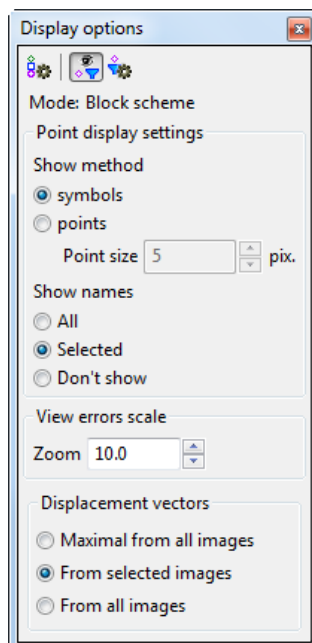 Display options
Mode: Block scheme
Point display settings
Show method
symbols
points
Point size 5 pix.
Show names
All
Selected
Don't show
View errors scale
Zoom 10.0
Displacement vectors
Maximal from all images
From selected images
From all images